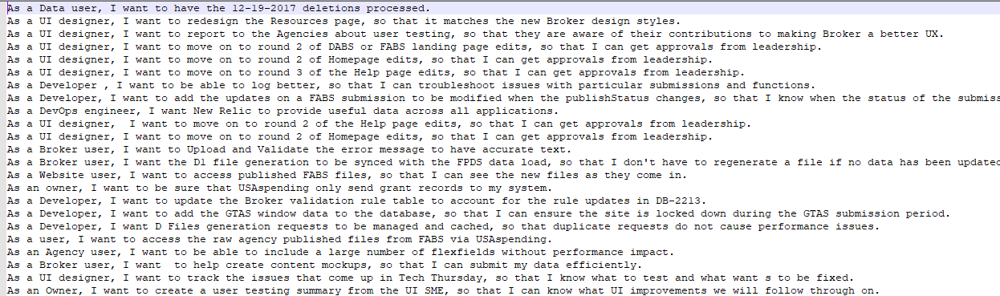 As a Data user, I want to have the 12-19-2017 deletions processed.
As a UI designer, I want to redesign the Resources page, so that it matches the new Broker design styles.
As a UI designer, I want to report to the Agencies about user testing, so that they are aware of their contributions to making Broker a better UX.
As a UI designer, I want to move on to round 2 of DABS or FABS landing page edits, so that I can get approvals from leadership.
As a UI designer, I want to move on to round 2 of Homepage edits, so that I can get approvals from leadership.
As a UI designer, I want to move on to round 3 of the Help page edits, so that I can get approvals from leadership.
As a Developer , I want to be able to log better, so that I can troubleshoot issues with particular submissions and functions.
As a Developer, I want to add the updates on a FABS submission to be modified when the publishStatus changes, so that I know when the status of the submiss
As a DevOps engineer, I want New Relic to provide useful data across all applications.
As a UI designer,  I want to move on to round 2 of the Help page edits, so that I can get approvals from leadership.
As a UI designer, I want to move on to round 2 of Homepage edits, so that I can get approvals from leadership.
As a Broker user, I want to Upload and Validate the error message to have accurate text.
As a Broker user, I want the D1 file generation to be synced with the FPDS data load, so that I don't have to regenerate a file if no data has been updated
As a Website user, I want to access published FABS files, so that I can see the new files as they come in.
As an owner, I want to be sure that USAspending only send grant records to my system.
As a Developer, I want to update the Broker validation rule table to account for the rule updates in DB-2213.
As a Developer, I want to add the GTAS window data to the database, so that I can ensure the site is locked down during the GTAS submission period.
As a Developer, I want D Files generation requests to be managed and cached, so that duplicate requests do not cause performance issues.
As a user, I want to access the raw agency published files from FABS via USAspending.
As an Agency user, I want to be able to include a large number of flexfields without performance impact.
As a Broker user, I want  to help create content mockups, so that I can submit my data efficiently.
As a UI designer, I want to track the issues that come up in Tech Thursday, so that I know what to test and what want s to be fixed.
As an Owner, I want to create a user testing summary from the UI SME, so that I can know what UI improvements we will follow through on.